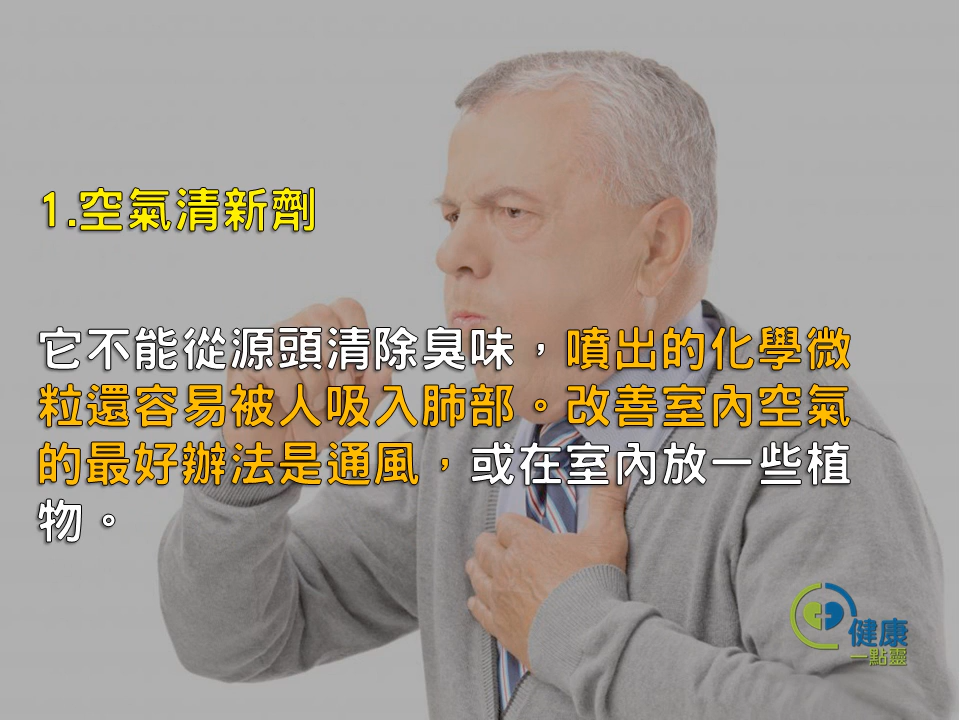 1.空氣清新劑
它不能從源頭清除臭味，噴出的化學微
粒還容易被人吸入肺部。改善室內空氣
的最好辦法是通風，或在室內放一些植
物。
健康
一點靈